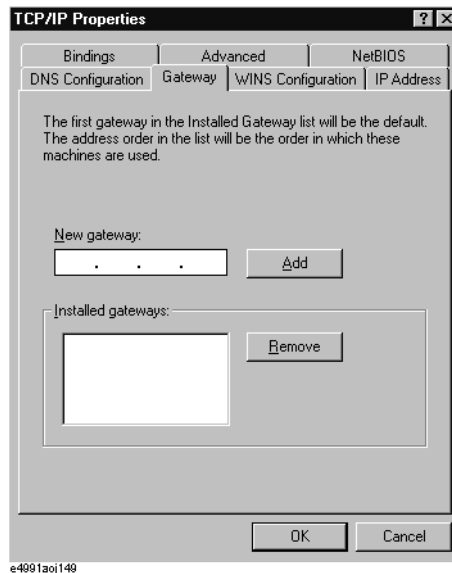 TCP/IP Properties
? ×
Bindings Advanced NetBIOS
DNS Configuration Gateway WINS Configuration IP Address
The first gateway in the Installed Gateway list will be the default.
The address order in the list will be the order in which these
machines are used.
New gateway:
. . .
Add
Installed gateways:
Remove
OK Cancel
e4991aoj149